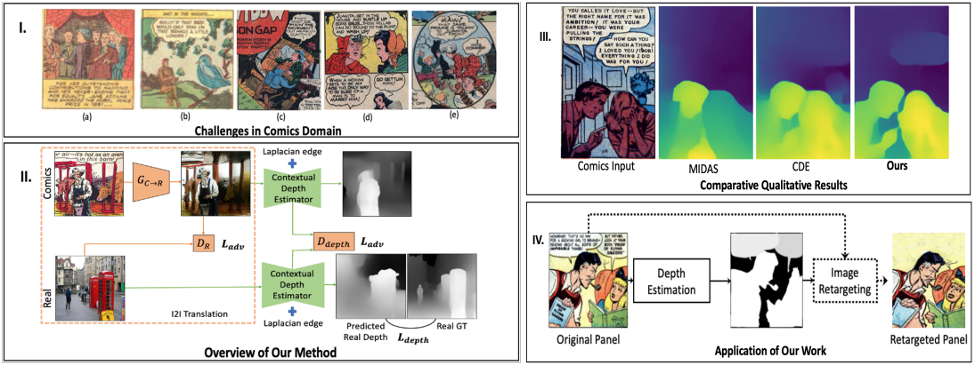 I.
FOR HER OUTSTANDING
CONTRIBUTIONS TO MANKIND
(a)
(b)
(c)
(d)
(e)
Challenges in Comics Domain
II.
Comics
G_{C→R}
D_R
L_{adv}
Real
I2I Translation
Laplacian edge
Contextual
Depth
Estimator
D_{depth}
L_{adv}
Contextual
Depth
Estimator
Laplacian edge
Predicted
Real Depth
Real GT
L_{depth}
Overview of Our Method
III.
YOU CALLED IT LOVE--BUT
THE RIGHT NAME FOR IT WAS
AMBITION! IT WAS
YOUR CAREER--YOU WERE
PULLING THE
STRINGS!
HOW CAN
YOU SAY SUCH A THING?
I LOVED YOU!
EVERYTHING I DID
WAS FOR YOU!
Comics Input
MIDAS
CDE
Ours
Comparative Qualitative Results
IV.
Depth
Estimation
Image
Retargeting
Original Panel
Retargeted Panel
Application of Our Work